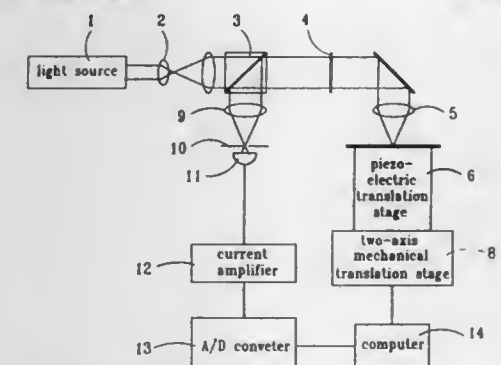 1
2
3
4
light source
9
5
10
11
piezo-
electric
translation
stage
6
12
current
amplifier
two-axis
mechanical
translation stage
8
13
A/D conveter
computer
14